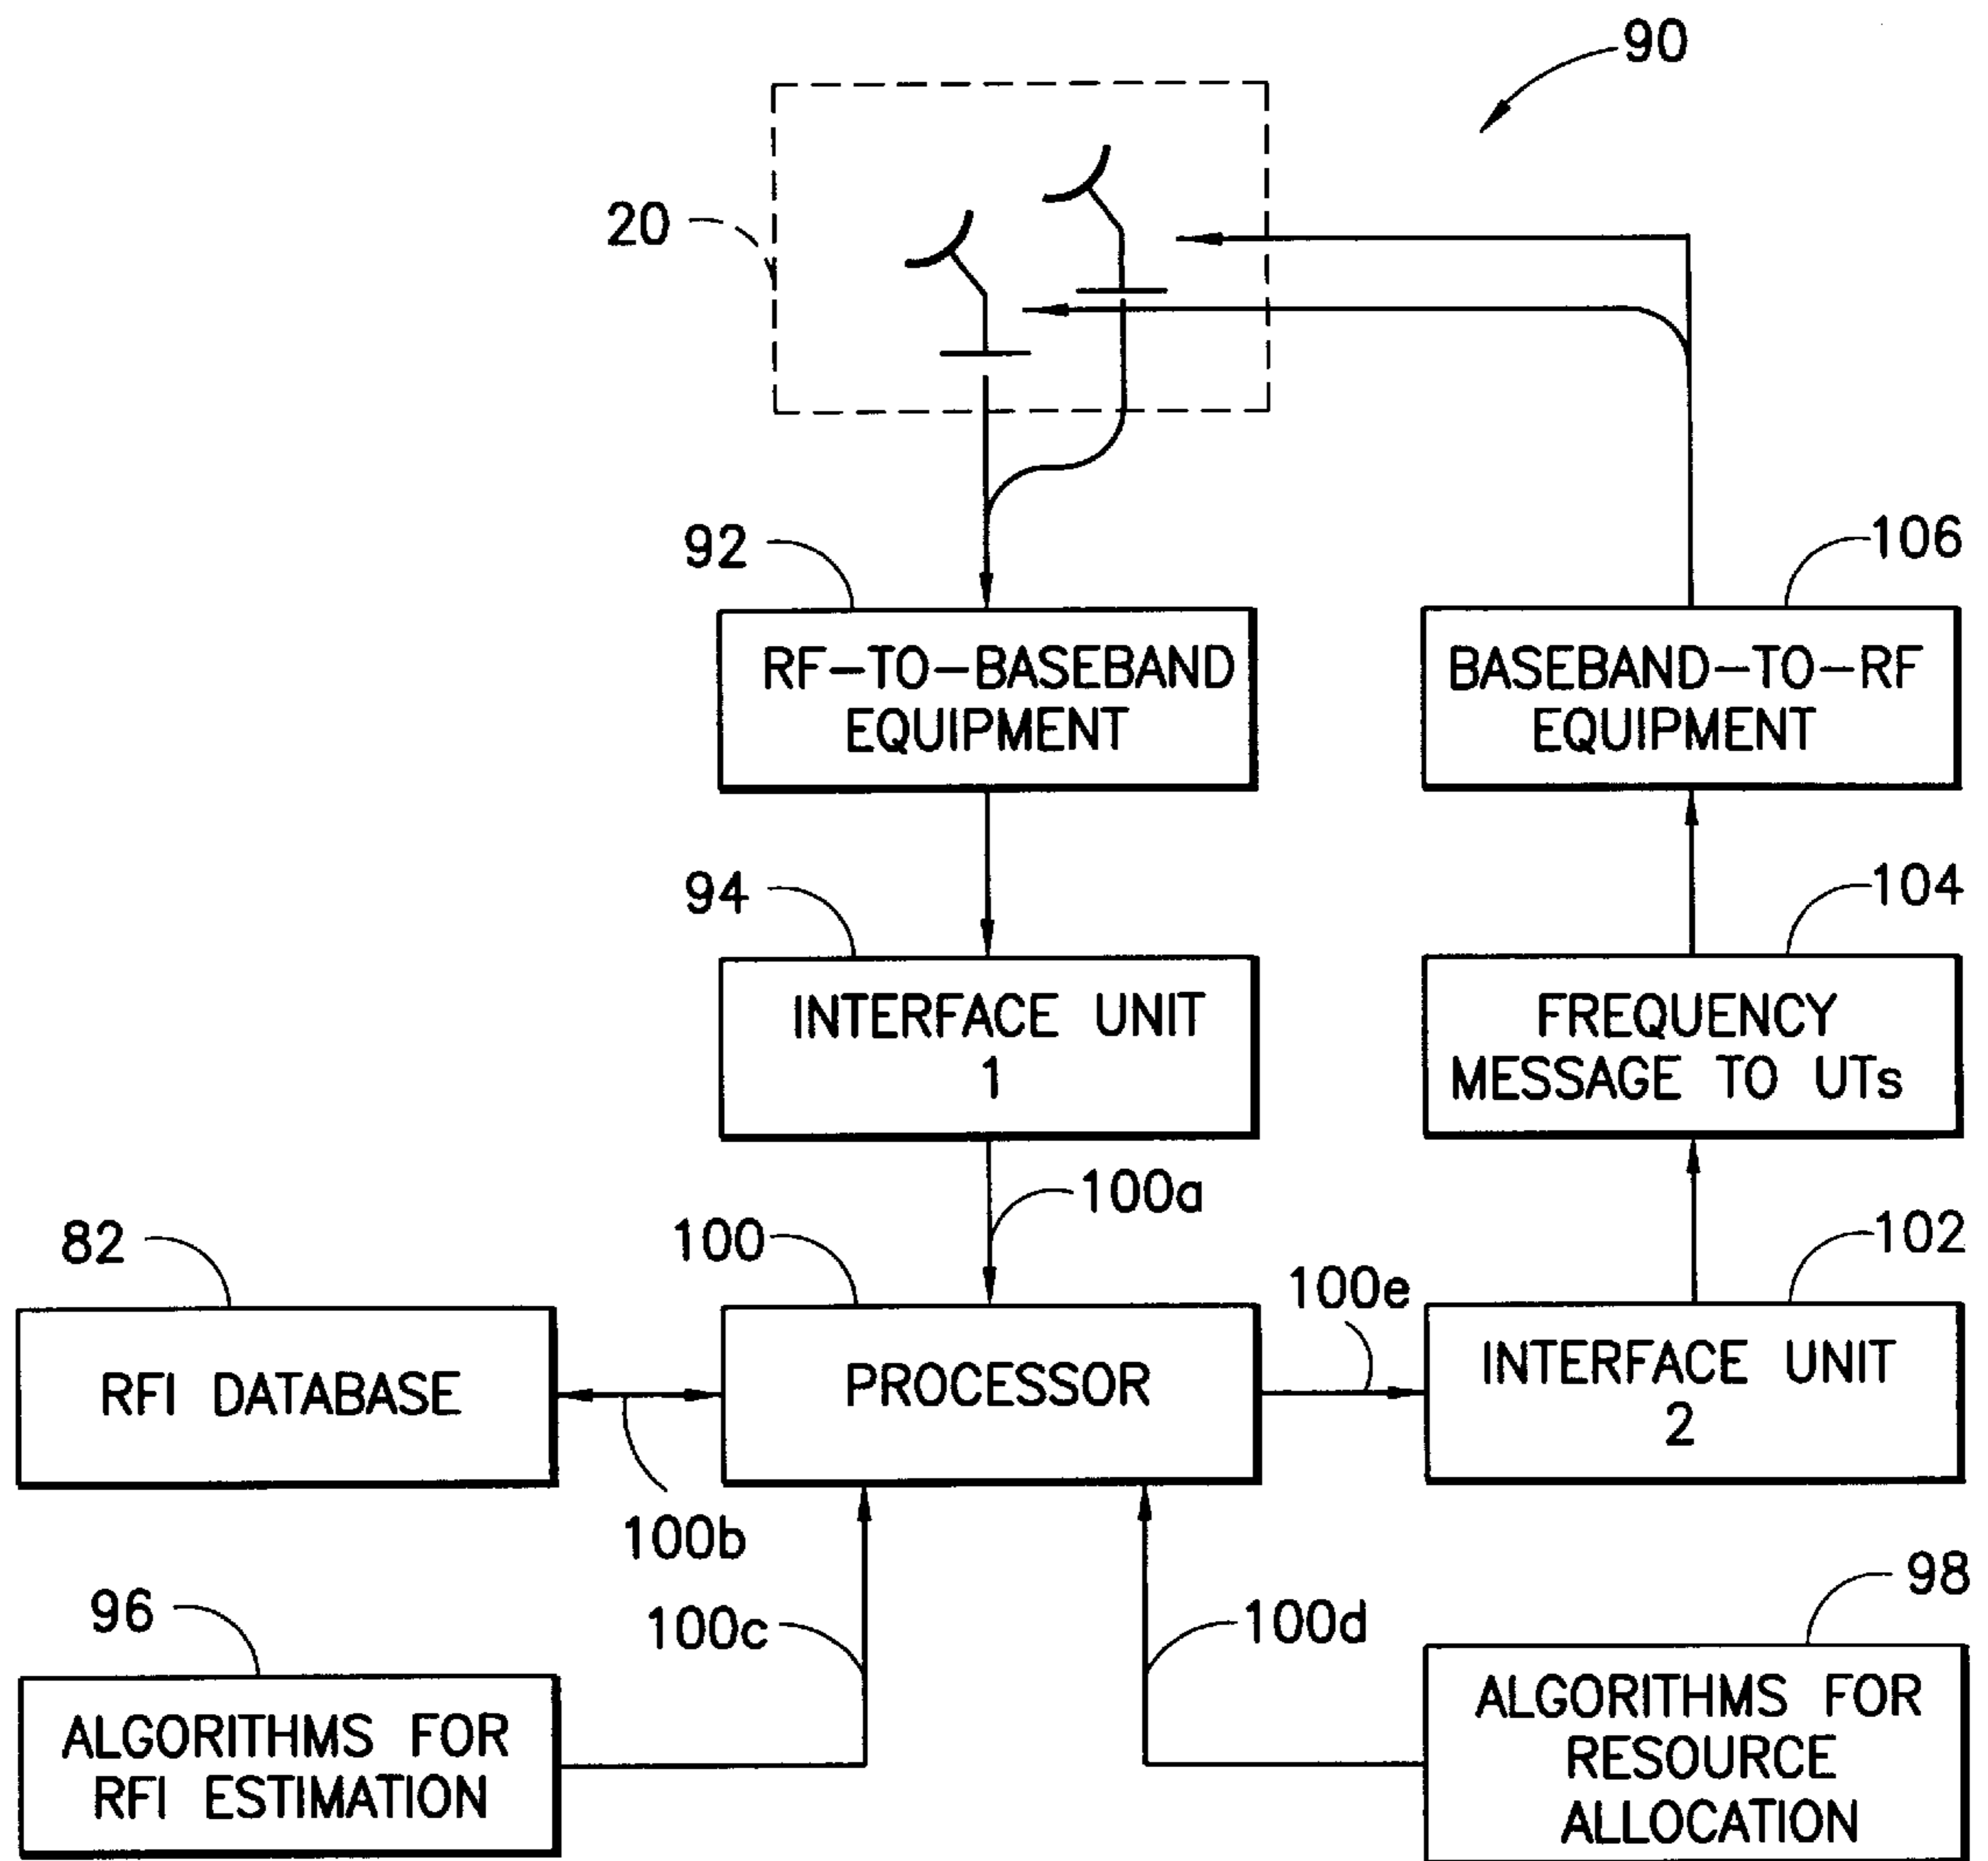 90
20
92
106
RF-TO-BASEBAND
EQUIPMENT
BASEBAND-TO-RF
EQUIPMENT
94
104
INTERFACE UNIT
1
FREQUENCY
MESSAGE TO UTs
100a
82
100
100e
102
RFI DATABASE
PROCESSOR
INTERFACE UNIT
2
100b
96
100c
100d
98
ALGORITHMS FOR
RFI ESTIMATION
ALGORITHMS FOR
RESOURCE
ALLOCATION